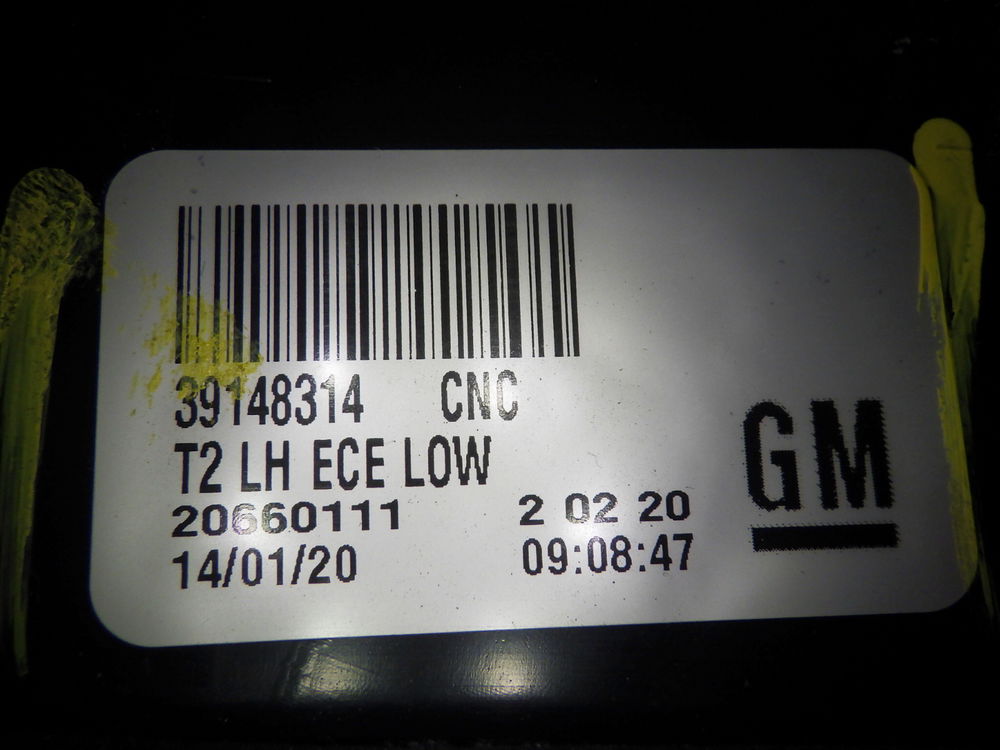 39148314 CNC
T2 LH ECE LOW
20660111 2 02 20
14/01/20 09:08:47
GM